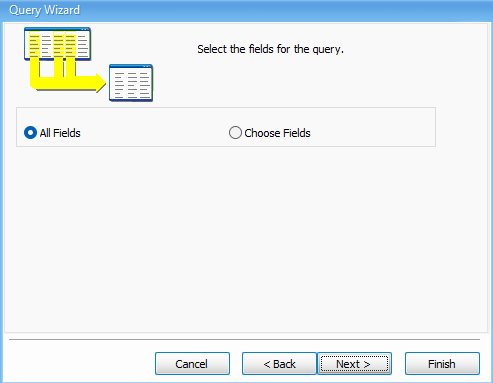 Query Wizard
Select the fields for the query.
All Fields Choose Fields
Cancel < Back Next > Finish